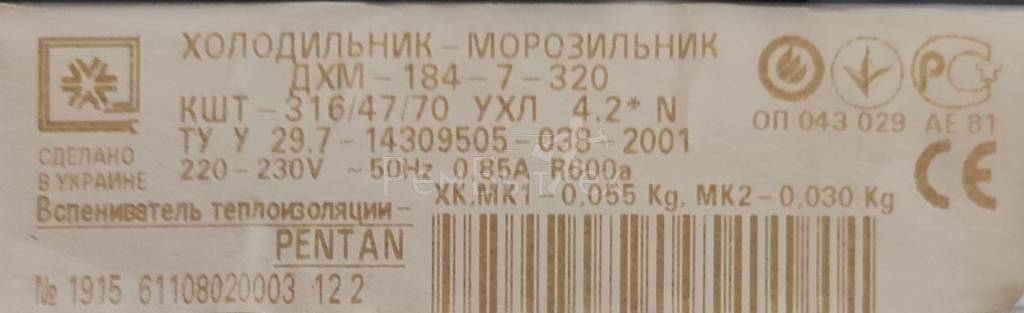 ХОЛОДИЛЬНИК – МОРОЗИЛЬНИК
ДХМ – 184 – 7 – 320
КШТ – 316/47/70 УХЛ 4.2* N
ТУ У 29.7 – 14309505 – 038 – 2001
220 – 230V ~ 50Hz 0,85A R600a
ХК,МК1 – 0,055 Kg, МК2 – 0,030 Kg
СДЕЛАНО
В УКРАИНЕ
Вспениватель теплоизоляции –
PENTAN
№ 1915 61108020003 12 2
ОП 043 029 АЕ 81
CE